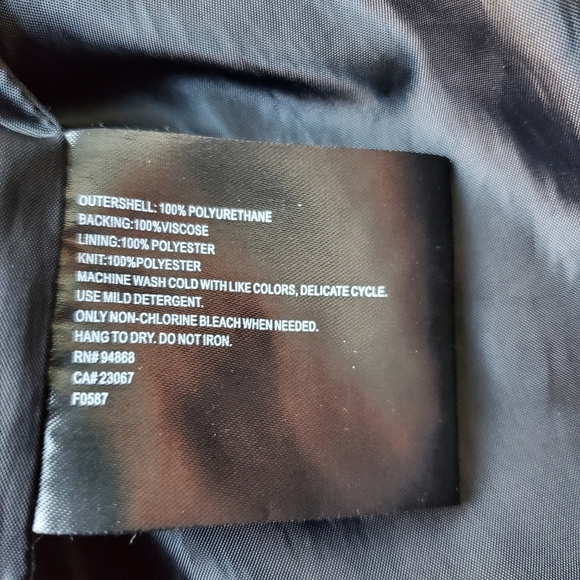 OUTERSHELL: 100% POLYURETHANE
BACKING:100%VISCOSE
LINING:100% POLYESTER
KNIT:100%POLYESTER
MACHINE WASH COLD WITH LIKE COLORS, DELICATE CYCLE.
USE MILD DETERGENT.
ONLY NON-CHLORINE BLEACH WHEN NEEDED.
HANG TO DRY. DO NOT IRON.
RN# 94868
CA# 23067
F0587